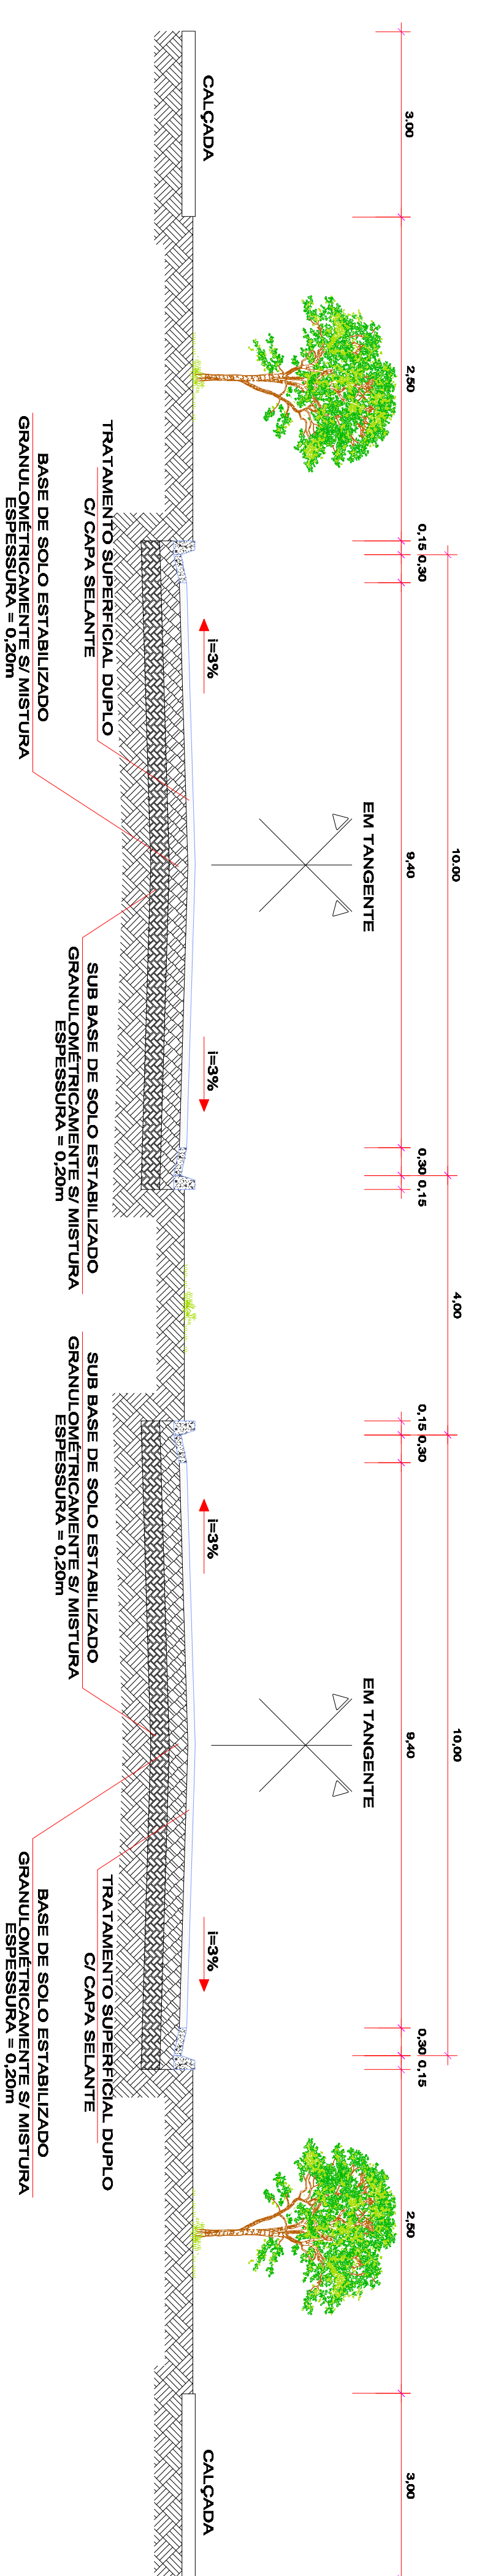 10.00
4,00
10,00
3.00
2,50
0,15
0,30
9,40
0,30
0,15
0,15
0,30
9,40
0,30
0,15
2,50
3,00
EM TANGENTE
EM TANGENTE
CALÇADA
i=3%
i=3%
i=3%
i=3%
CALÇADA
TRATAMENTO SUPERFICIAL DUPLO
C/ CAPA SELANTE
BASE DE SOLO ESTABILIZADO
GRANULOMÉTRICAMENTE S/ MISTURA
ESPESSURA = 0,20m
SUB BASE DE SOLO ESTABILIZADO
GRANULOMÉTRICAMENTE S/ MISTURA
ESPESSURA = 0,20m
SUB BASE DE SOLO ESTABILIZADO
GRANULOMÉTRICAMENTE S/ MISTURA
ESPESSURA = 0,20m
TRATAMENTO SUPERFICIAL DUPLO
C/ CAPA SELANTE
BASE DE SOLO ESTABILIZADO
GRANULOMÉTRICAMENTE S/ MISTURA
ESPESSURA = 0,20m